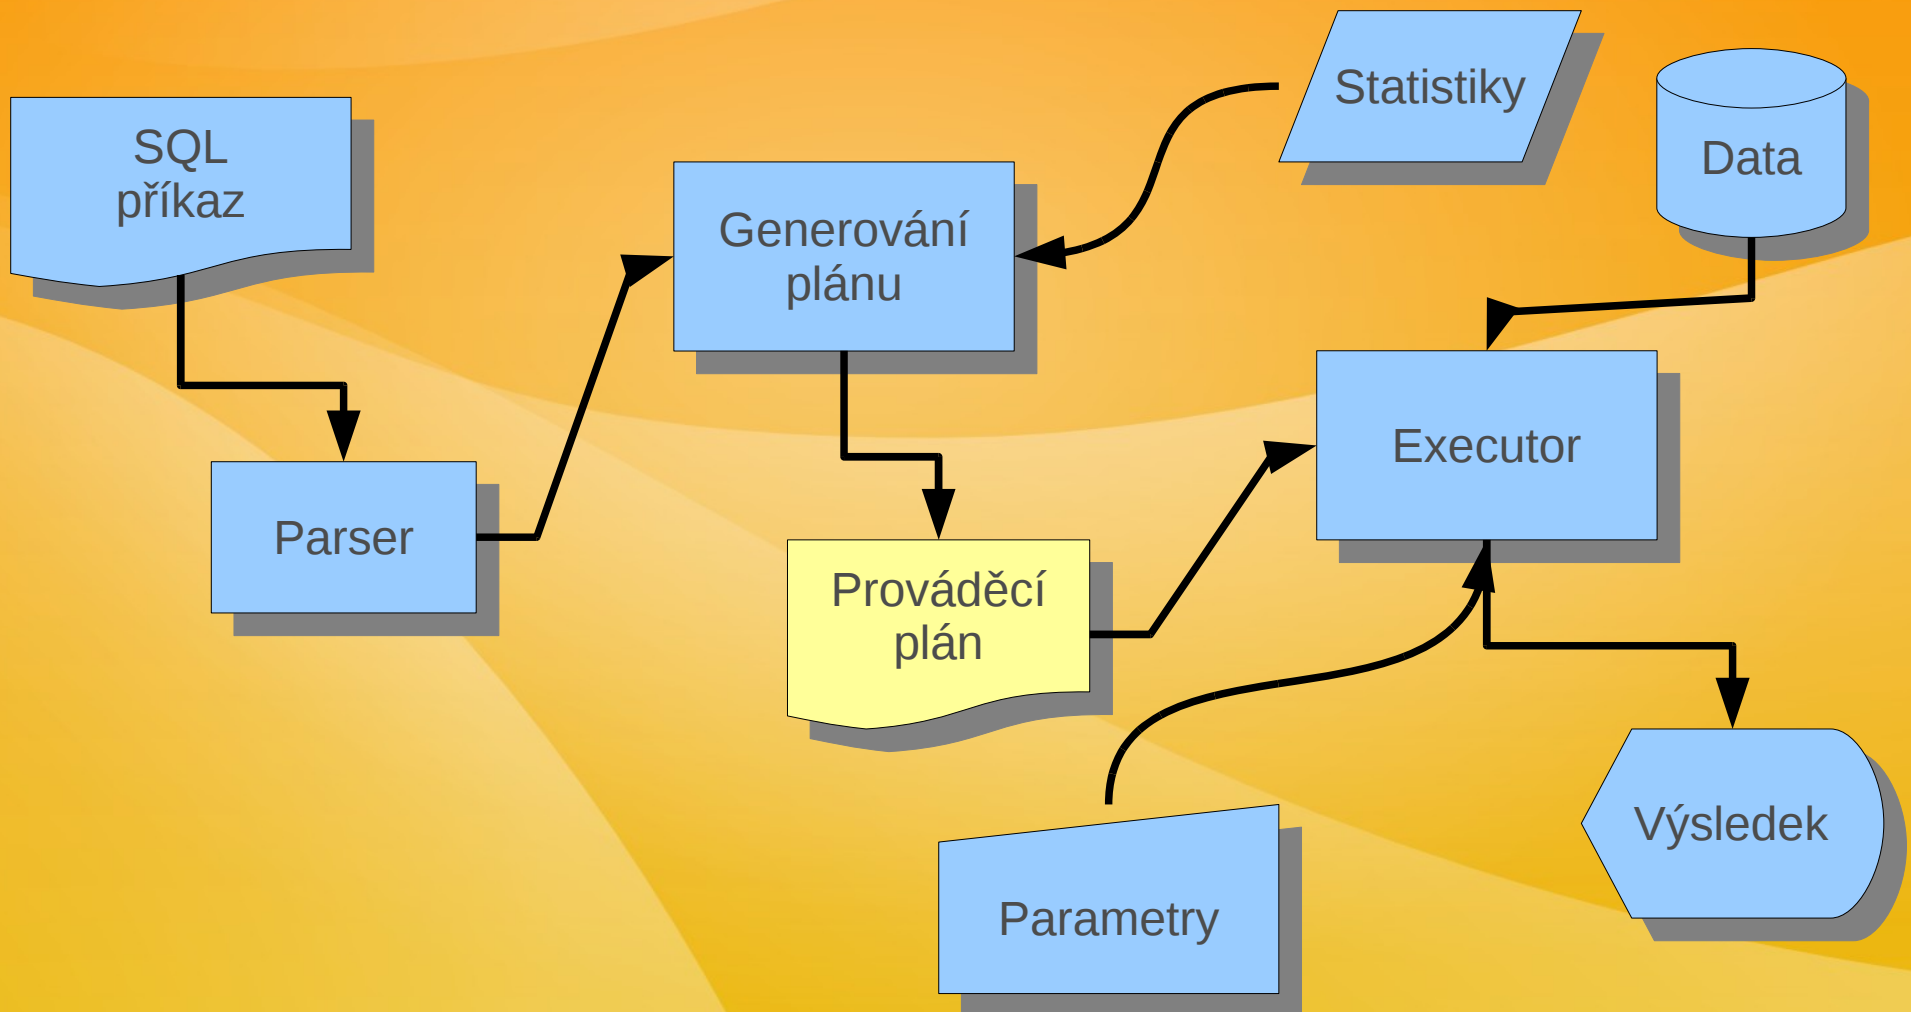 SQL
příkaz
Parser
Generování
plánu
Statistiky
Prováděcí
plán
Data
Executor
Parametry
Výsledek